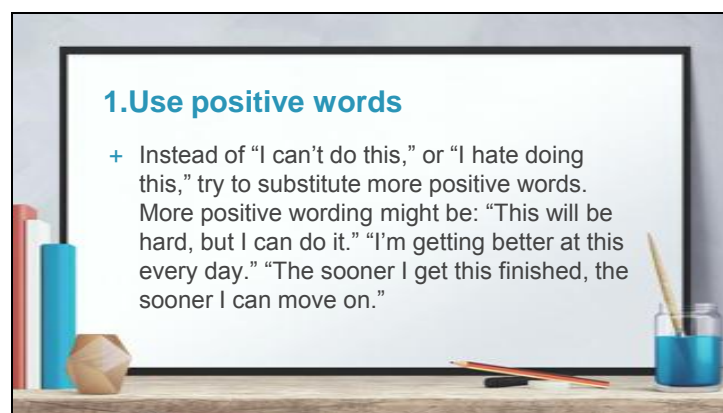 1.Use positive words
+ Instead of “I can’t do this,” or “I hate doing
this,” try to substitute more positive words.
More positive wording might be: “This will be
hard, but I can do it.” “I’m getting better at this
every day.” “The sooner I get this finished, the
sooner I can move on.”